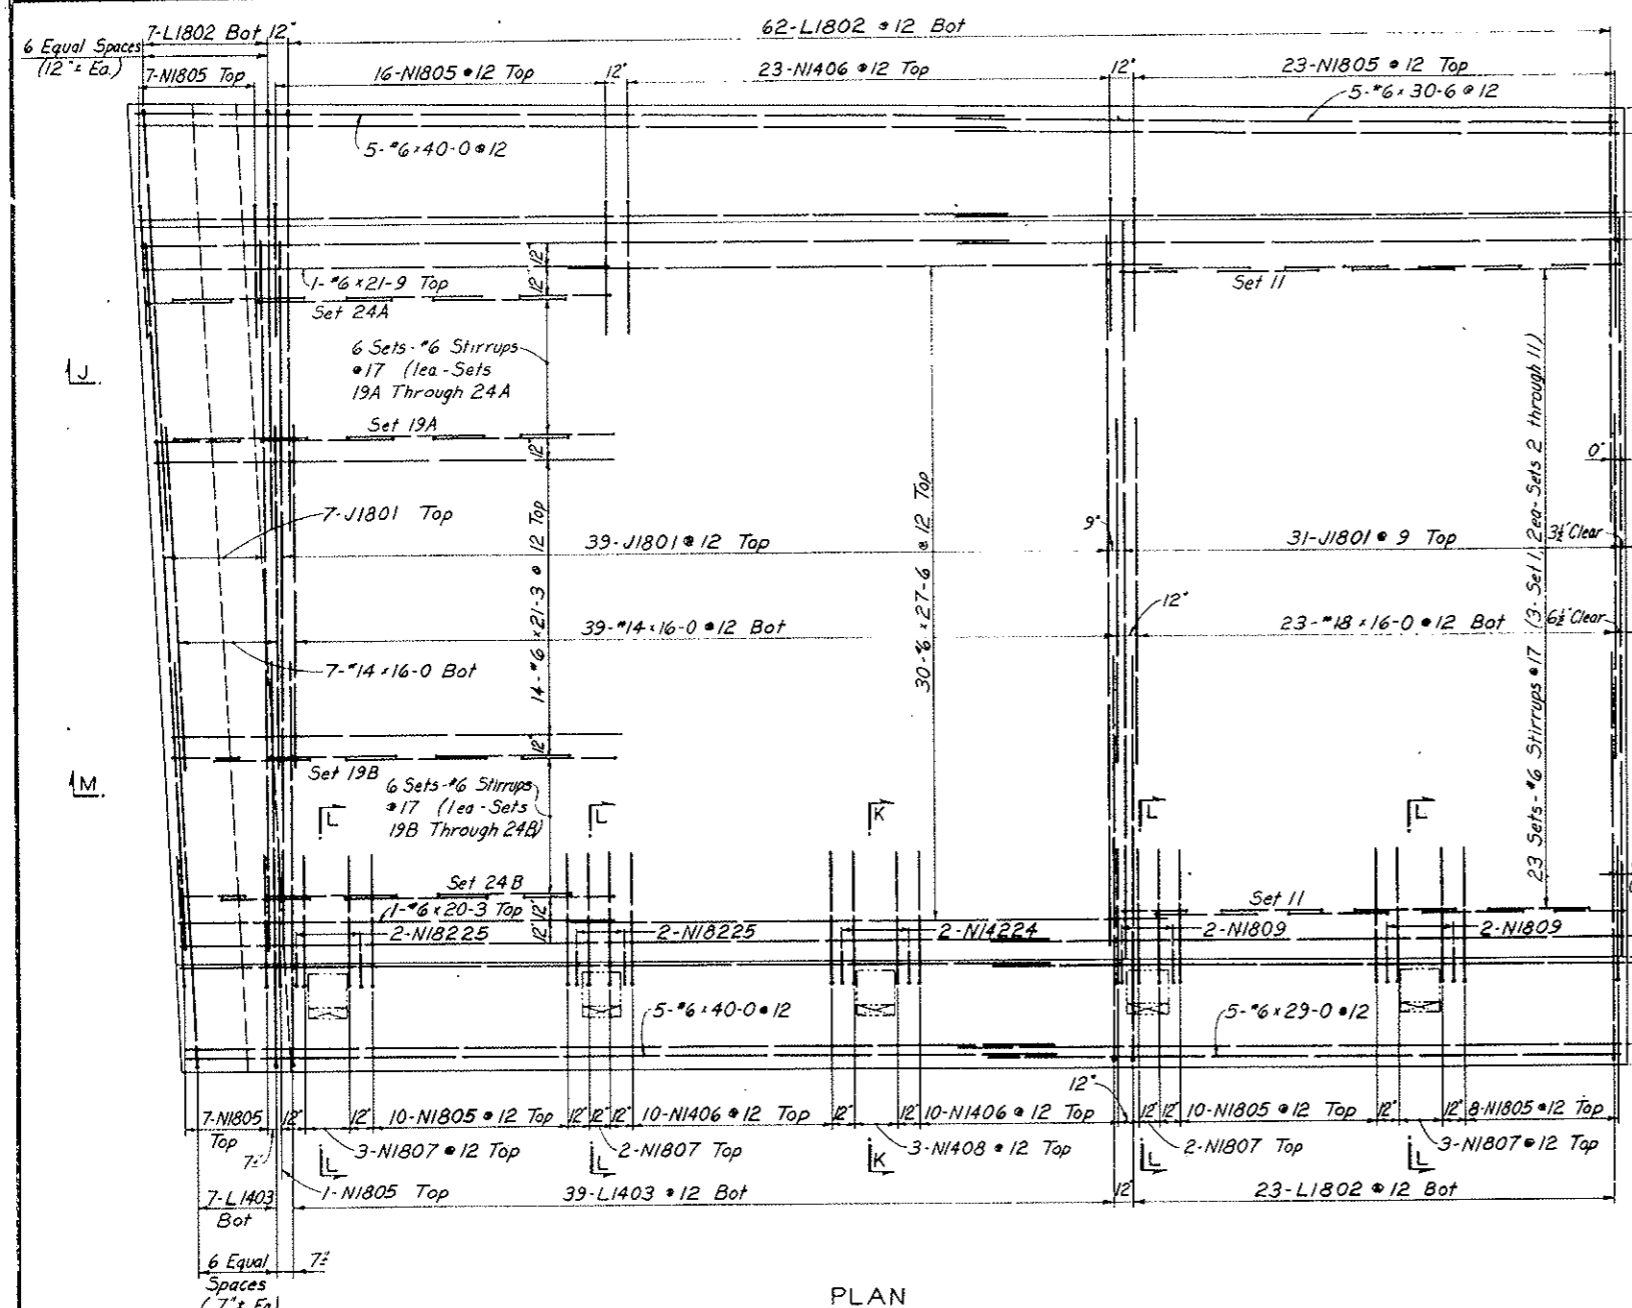 7-L1802 Bot 12"
62-L1802 @ 12 Bot
6 Equal Spaces
(12"± Ea.)
7-N1805 Top
16-N1805 @ 12 Top
12"
23-N1406 @ 12 Top
12"
23-N1805 @ 12 Top
5-#6 x 30-6 @ 12
5-#6 x 40-0 @ 12
12"
12"
1-#6 x 21-9 Top
Set 24A
Set 11
6 Sets-#6 Stirrups
@ 17 (1ea-Sets
19A Through 24A
J
Set 19A
12"
0"
7-J1801 Top
14-#6 x 21-3 @ 12 Top
30-#6 x 27-6 @ 12 Top
23 Sets-#6 Stirrups @ 17 (3-Set 1, 2ea-Sets 2 through 11)
39-J1801 @ 12 Top
9"
31-J1801 @ 9 Top
3½" Clear
12"
39-#14 x 16-0 @ 12 Bot
23-#18 x 16-0 @ 12 Bot
6½" Clear
7-#14 x 16-0 Bot
12"
Set 19B
M
6 Sets-#6 Stirrups
@ 17 (1ea-Sets
19B Through 24B)
L
L
K
L
L
Set 24B
Set 11
1-#6 x 20-3 Top
12"
12"
2-N18225
2-N18225
2-N14224
2-N1809
2-N1809
5-#6 x 40-0 @ 12
5-#6 x 29-0 @ 12
12"
7-N1805
Top
12"
12"
10-N1805 @ 12 Top
12"
12"
12"
10-N1406 @ 12 Top
12"
12"
10-N1406 @ 12 Top
12"
12"
10-N1805 @ 12 Top
12"
12"
8-N1805 @ 12 Top
7"±
3-N1807 @ 12 Top
2-N1807 Top
3-N1408 @ 12 Top
2-N1807 Top
3-N1807 @ 12 Top
L
L
K
L
L
7-L1403
Bot
1-N1805 Top
39-L1403 @ 12 Bot
12"
23-L1802 @ 12 Bot
6 Equal
Spaces
(7"± Ea)
7"±
PLAN